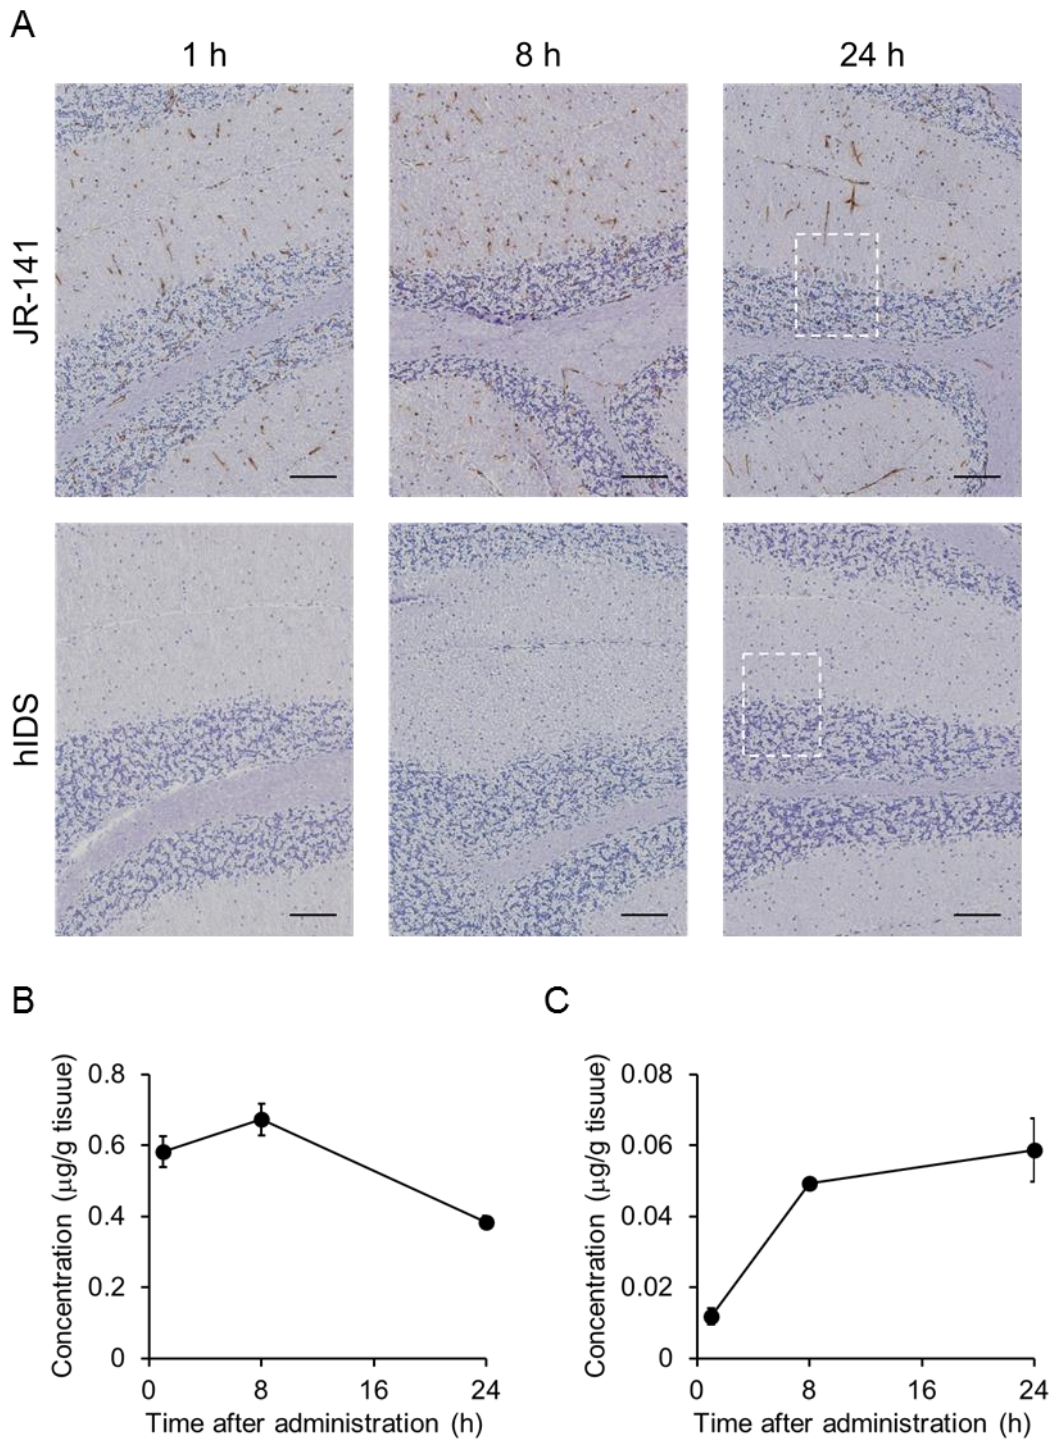 A
1 h
8 h
24 h
JR-141
hIDS
B
C
Concentration (μg/g tisuue)
0.8
0.6
0.4
0.2
0
0
8
16
24
Time after administration (h)
Concentration (μg/g tisuue)
0.08
0.06
0.04
0.02
0
0
8
16
24
Time after administration (h)